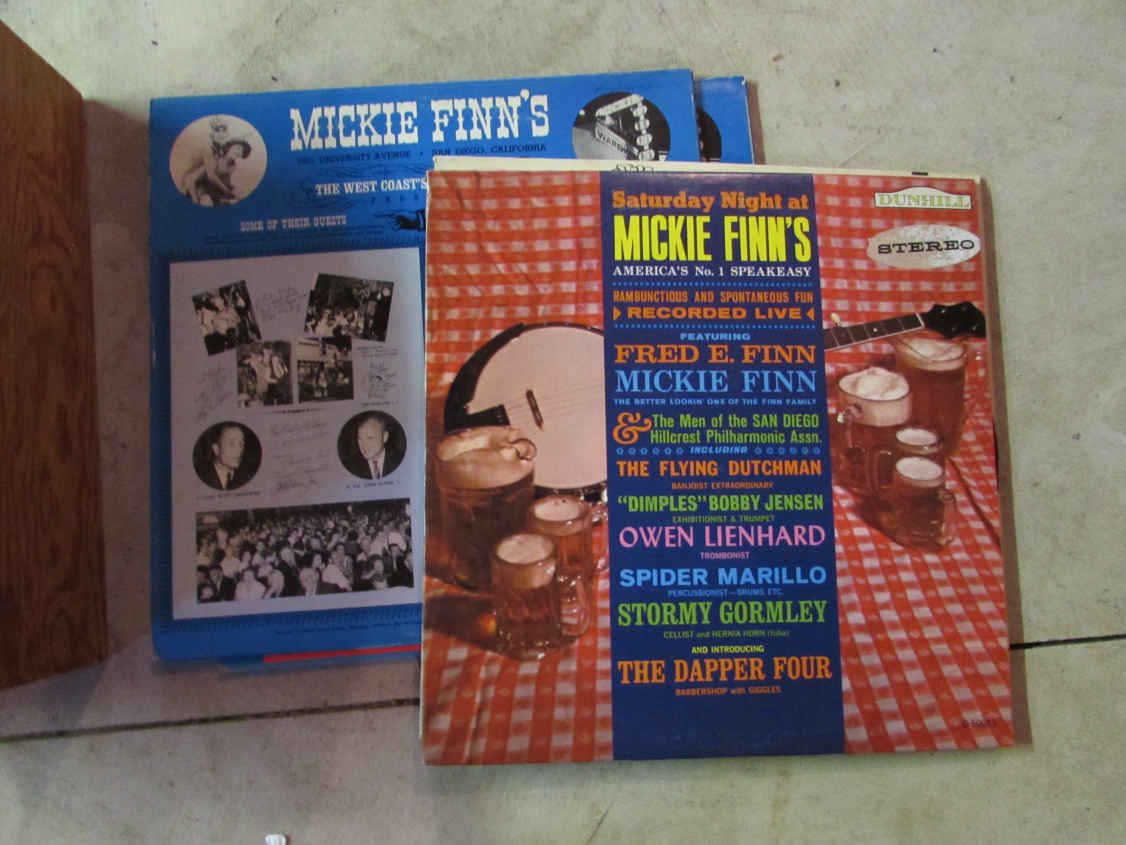 MICKIE FINN'S
UNIVERSITY AVENUE • SAN DIEGO, CALIFORNIA
THE WEST COAST'S
SOME OF THEIR GUESTS
Saturday Night at
MICKIE FINN'S
AMERICA'S No. 1 SPEAKEASY
RAMBUNCTIOUS AND SPONTANEOUS FUN
RECORDED LIVE
FEATURING
FRED E. FINN
MICKIE FINN
THE BETTER LOOKIN' ONE OF THE FINN FAMILY
& The Men of the SAN DIEGO
Hillcrest Philharmonic Assn.
INCLUDING
THE FLYING DUTCHMAN
BANJOIST EXTRAORDINARY
"DIMPLES" BOBBY JENSEN
EXHIBITIONIST & TRUMPET
OWEN LIENHARD
TROMBONIST
SPIDER MARILLO
PERCUSSIONIST — DRUMS, ETC.
STORMY GORMLEY
CELLIST and HERNIA HORN (tuba)
AND INTRODUCING
THE DAPPER FOUR
BARBERSHOP with GIGGLES
DUNHILL
STEREO